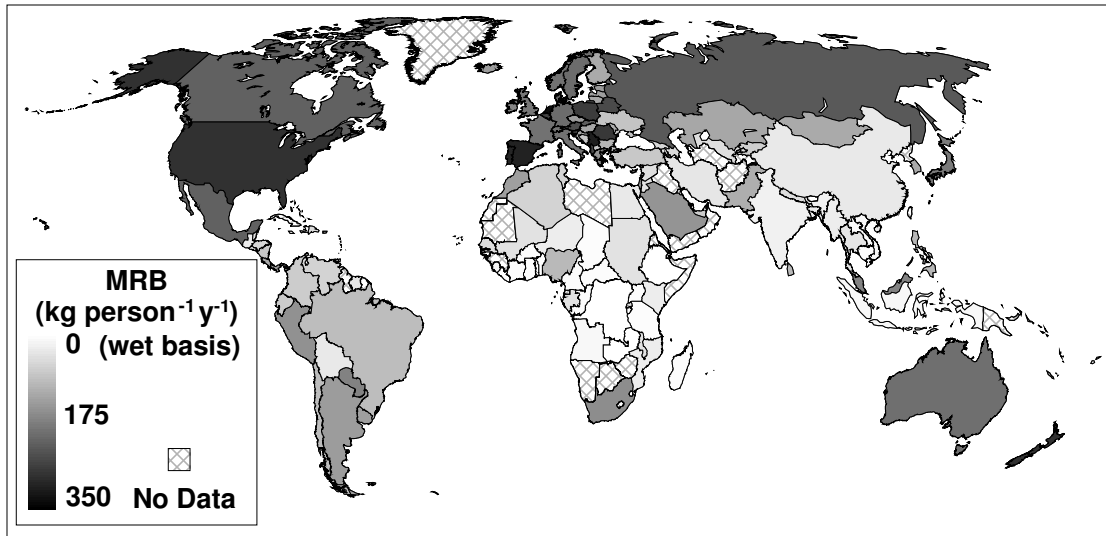 MRB
(kg person⁻¹ y⁻¹)
0 (wet basis)
175
350 No Data